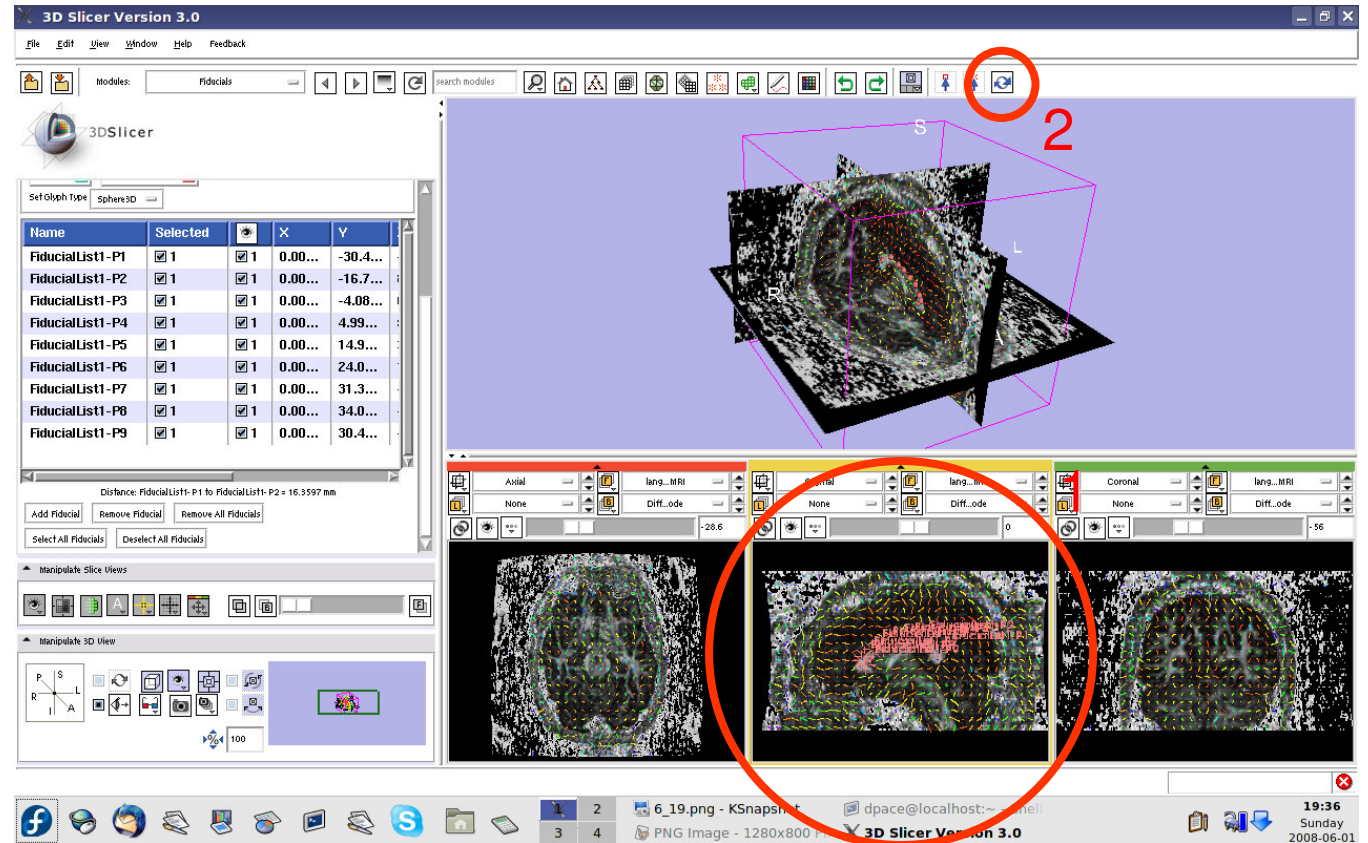 3D Slicer Version 3.0
File Edit View Window Help Feedback
Modules: Fiducials search modules
2
3DSlicer
S
L
R
A
Set Glyph Type Sphere3D
Name Selected X Y
FiducialList1-P1 1 1 0.00... -30.4...
FiducialList1-P2 1 1 0.00... -16.7...
FiducialList1-P3 1 1 0.00... -4.08...
FiducialList1-P4 1 1 0.00... 4.99...
FiducialList1-P5 1 1 0.00... 14.9...
FiducialList1-P6 1 1 0.00... 24.0...
FiducialList1-P7 1 1 0.00... 31.3...
FiducialList1-P8 1 1 0.00... 34.0...
FiducialList1-P9 1 1 0.00... 30.4...
Distance: FiducialList1-P1 to FiducialList1-P2 = 16.3597 mm
Add Fiducial Remove Fiducial Remove All Fiducials
Select All Fiducials Deselect All Fiducials
Axial lang...MRI
None Diff...ode
-28.6
None Diff...ode
0
1
Coronal lang...MRI
None Diff...ode
-56
Manipulate Slice Views
Manipulate 3D View
P S
R L
I A
% 100
1 2
3 4
6_19.png - KSnapshot
dpace@localhost:~
PNG Image - 1280x800
3D Slicer Version 3.0
19:36
Sunday
2008-06-01